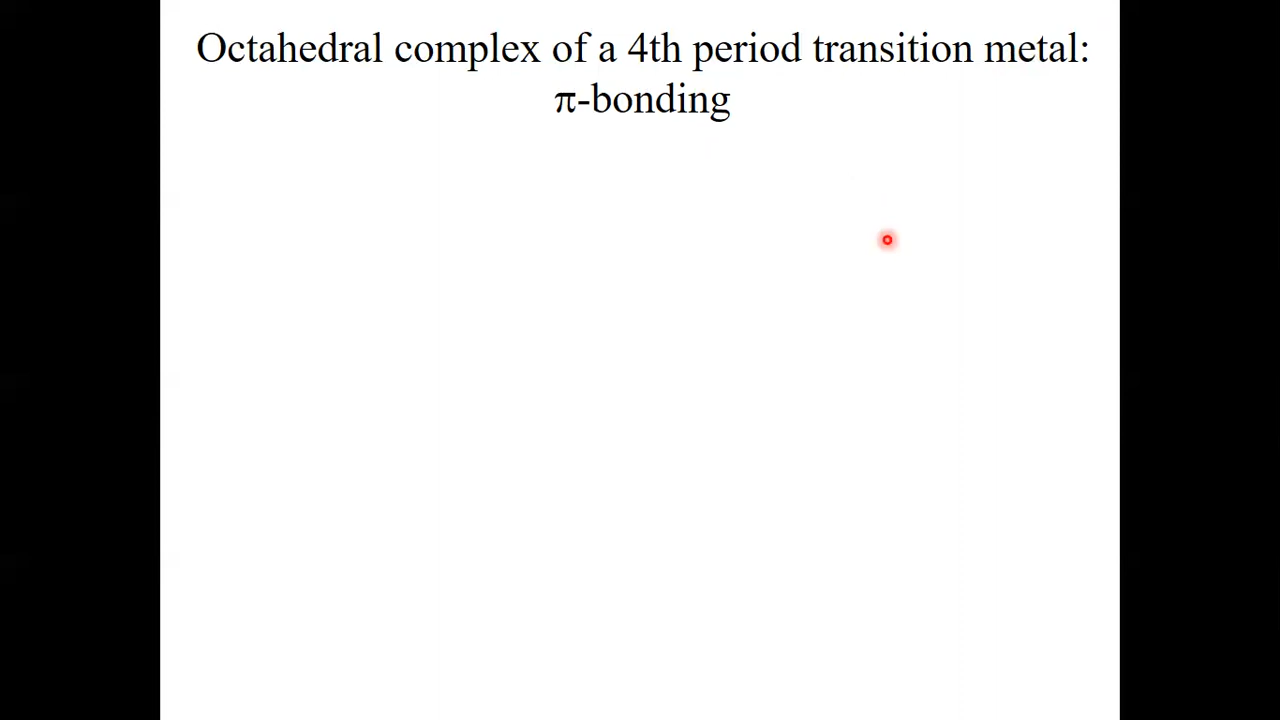 Octahedral complex of a 4th period transition metal:
π-bonding